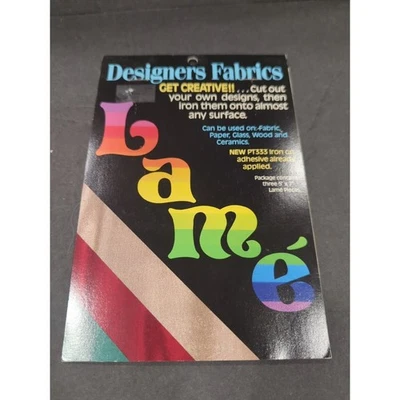 Designers Fabrics
GET CREATIVE!! . . . Cut out
your own designs, then
iron them onto almost
any surface.
Can be used on:-Fabric,
Paper, Glass, Wood and
Ceramics.
NEW PT333 Iron on
adhesive already
applied.
Package contains
three 5" x 7"
Lamé Pieces.
Lamé